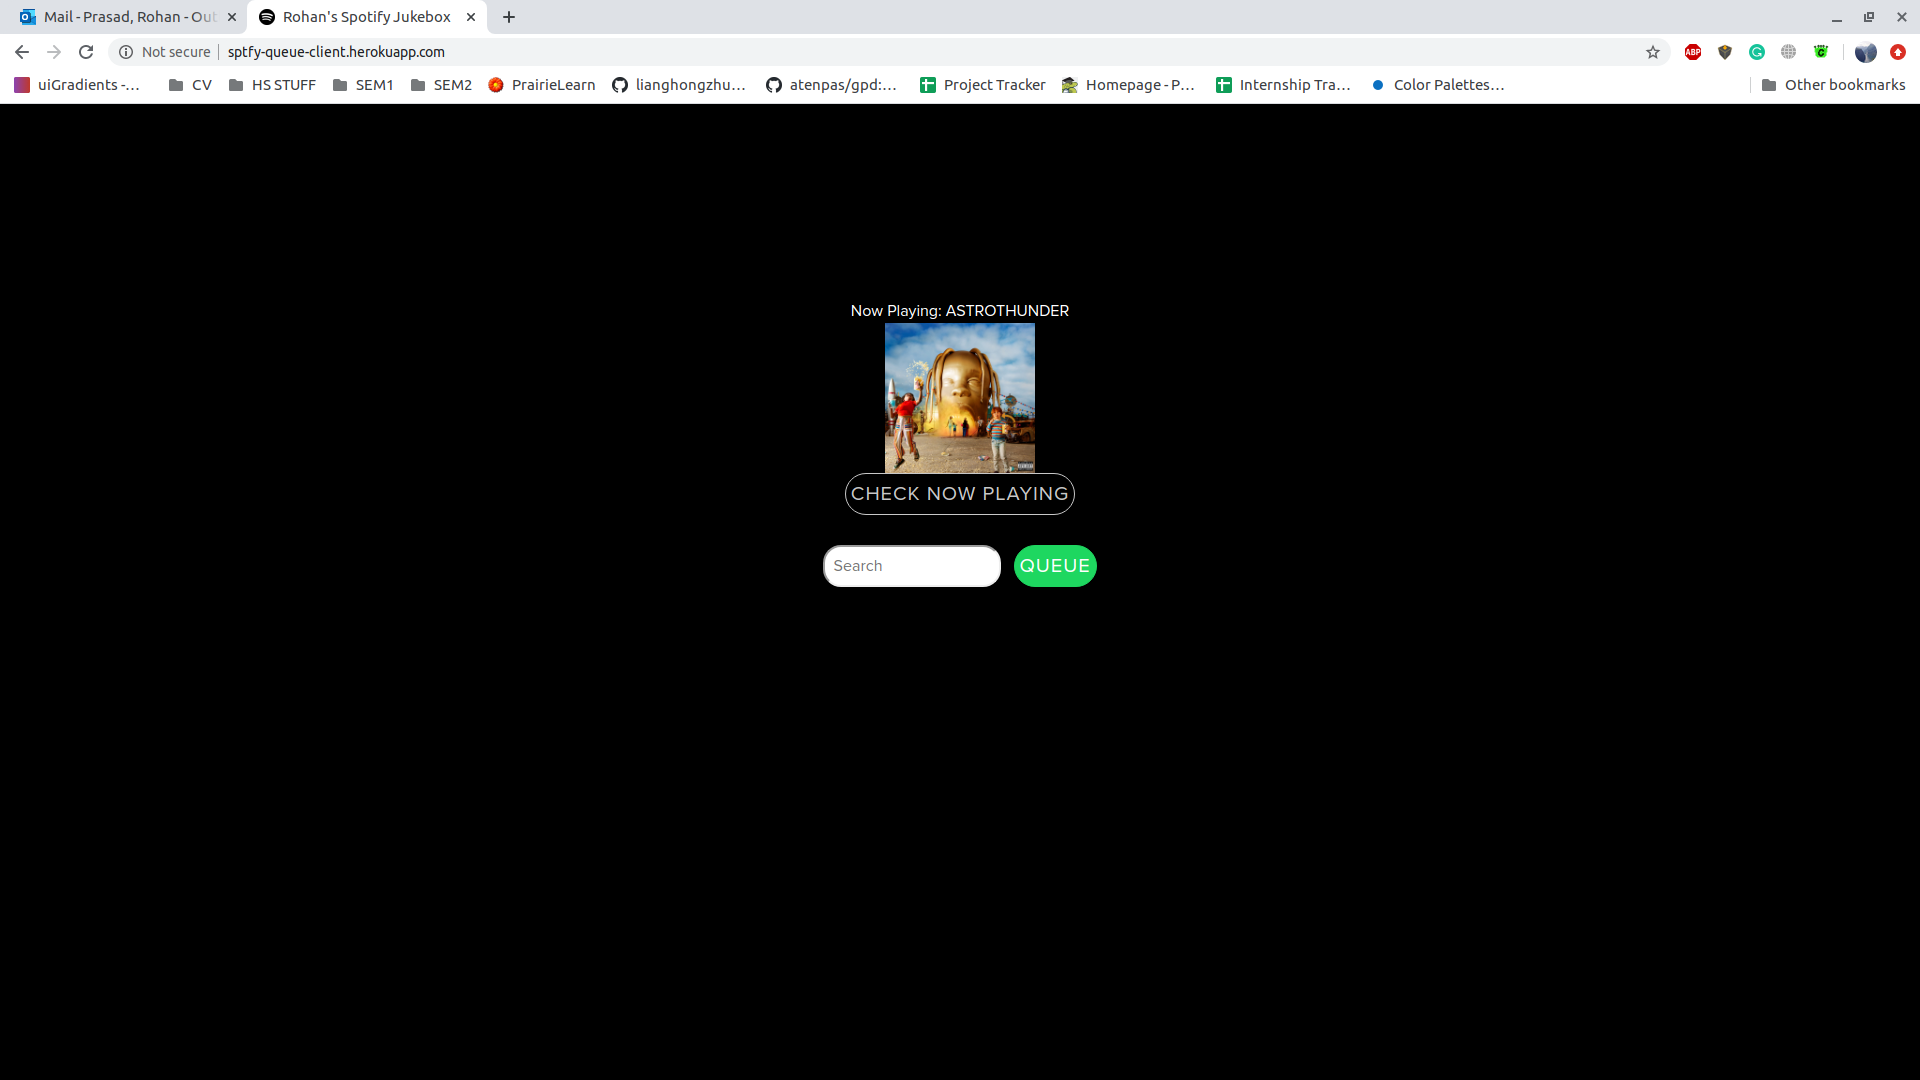 Mail - Prasad, Rohan - Out
Rohan's Spotify Jukebox
Not secure
sptfy-queue-client.herokuapp.com
ABP
uiGradients -...
CV
HS STUFF
SEM1
SEM2
PrairieLearn
lianghongzhu...
atenpas/gpd:...
Project Tracker
Homepage - P...
Internship Tra...
Color Palettes...
Other bookmarks
Now Playing: ASTROTHUNDER
CHECK NOW PLAYING
Search
QUEUE